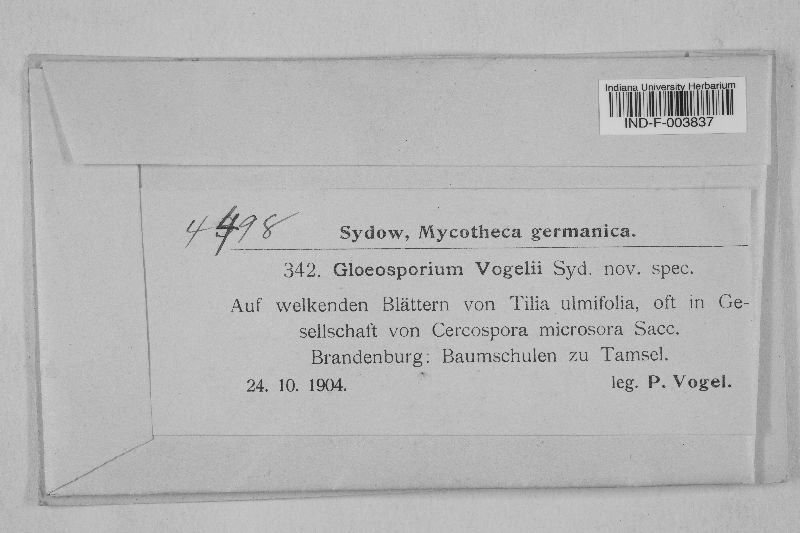 Indiana University Herbarium
IND-F-003837
4498
Sydow, Mycotheca germanica.
342. Gloeosporium Vogelii Syd. nov. spec.
Auf welkenden Blättern von Tilia ulmifolia, oft in Ge-
sellschaft von Cercospora microsora Sacc.
Brandenburg: Baumschulen zu Tamsel.
24. 10. 1904. leg. P. Vogel.